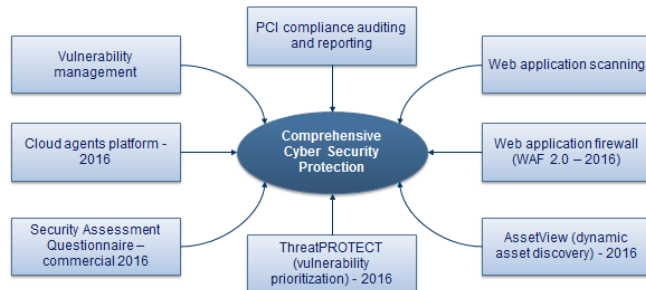 PCI compliance auditing
and reporting
Vulnerability
management
Web application scanning
Cloud agents platform -
2016
Comprehensive
Cyber Security
Protection
Web application firewall
(WAF 2.0 – 2016)
Security Assessment
Questionnaire –
commercial 2016
ThreatPROTECT
(vulnerability
prioritization) - 2016
AssetView (dynamic
asset discovery) - 2016